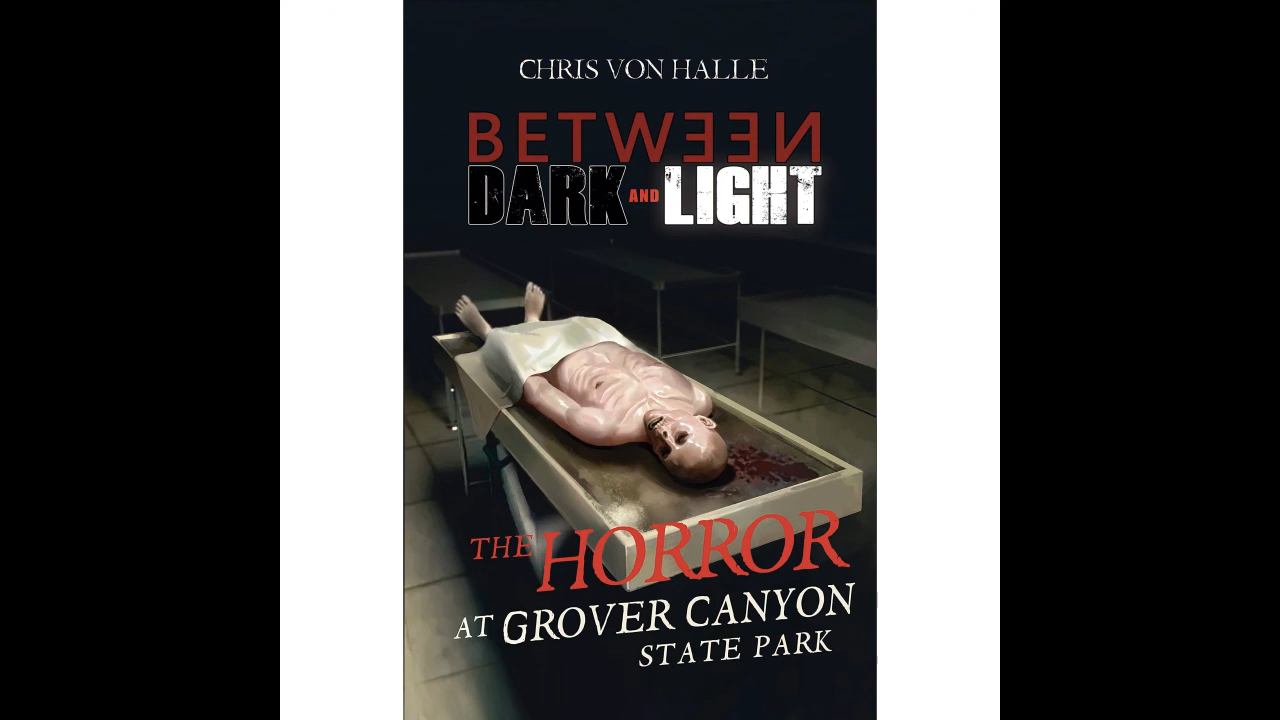 CHRIS VON HALLE
BETWEEN
DARK AND LIGHT
THE HORROR
AT GROVER CANYON
STATE PARK